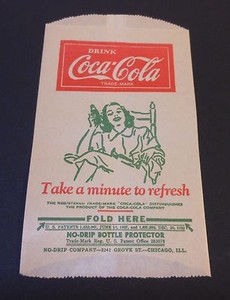 DRINK
Coca-Cola
TRADE-MARK
Take a minute to refresh
THE REGISTERED TRADE-MARK "COCA-COLA" DISTINGUISHES
THE PRODUCT OF THE COCA-COLA COMPANY
FOLD HERE
U. S. PATENTS
NO-DRIP BOTTLE PROTECTOR
Trade-Mark Reg. U. S. Patent Office
NO-DRIP COMPANY—2241 GROVE ST.—CHICAGO, ILL.